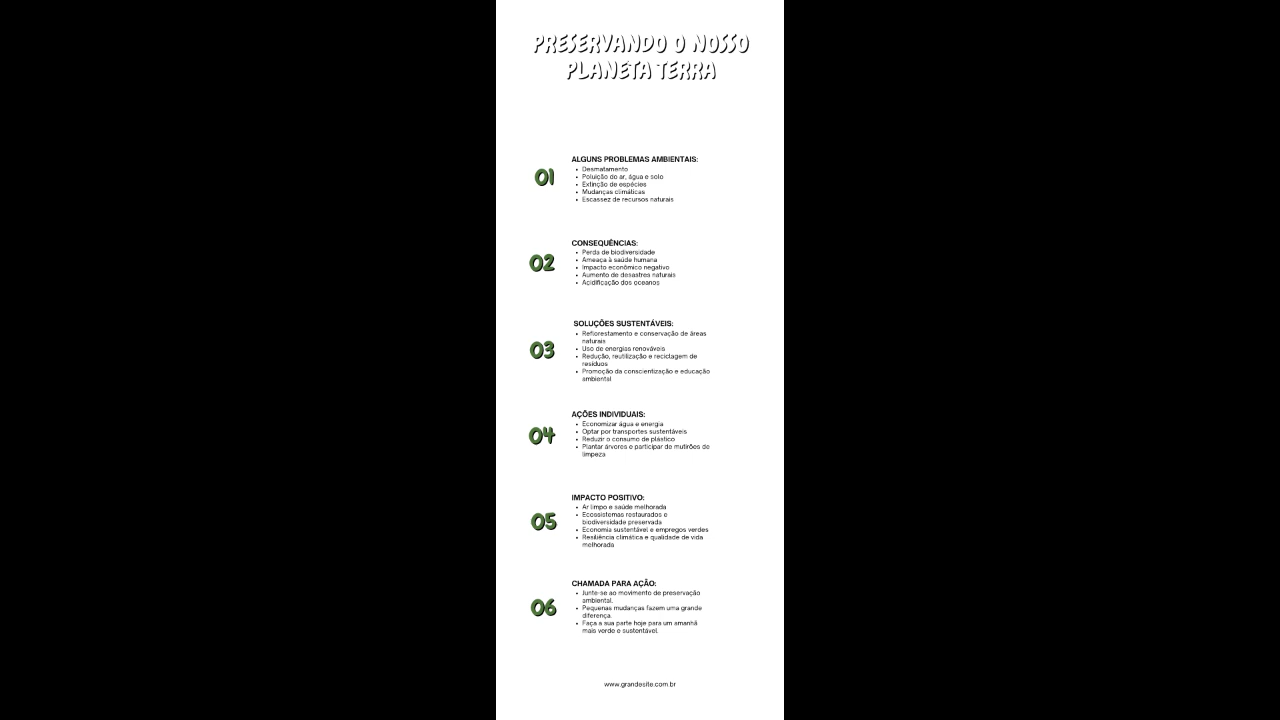 PRESERVANDO O NOSSO
PLANETA TERRA
01
ALGUNS PROBLEMAS AMBIENTAIS:
• Desmatamento
• Poluição do ar, água e solo
• Extinção de espécies
• Mudanças climáticas
• Escassez de recursos naturais
02
CONSEQUÊNCIAS:
• Perda de biodiversidade
• Ameaça à saúde humana
• Impacto econômico negativo
• Aumento de desastres naturais
• Acidificação dos oceanos
03
SOLUÇÕES SUSTENTÁVEIS:
• Reflorestamento e conservação de áreas
naturais
• Uso de energias renováveis
• Redução, reutilização e reciclagem de
resíduos
• Promoção da conscientização e educação
ambiental
04
AÇÕES INDIVIDUAIS:
• Economizar água e energia
• Optar por transportes sustentáveis
• Reduzir o consumo de plástico
• Plantar árvores e participar de mutirões de
limpeza
05
IMPACTO POSITIVO:
• Ar limpo e saúde melhorada
• Ecossistemas restaurados e
biodiversidade preservada
• Economia sustentável e empregos verdes
• Resiliência climática e qualidade de vida
melhorada
06
CHAMADA PARA AÇÃO:
• Junte-se ao movimento de preservação
ambiental.
• Pequenas mudanças fazem uma grande
diferença.
• Faça a sua parte hoje para um amanhã
mais verde e sustentável.
www.grandesite.com.br